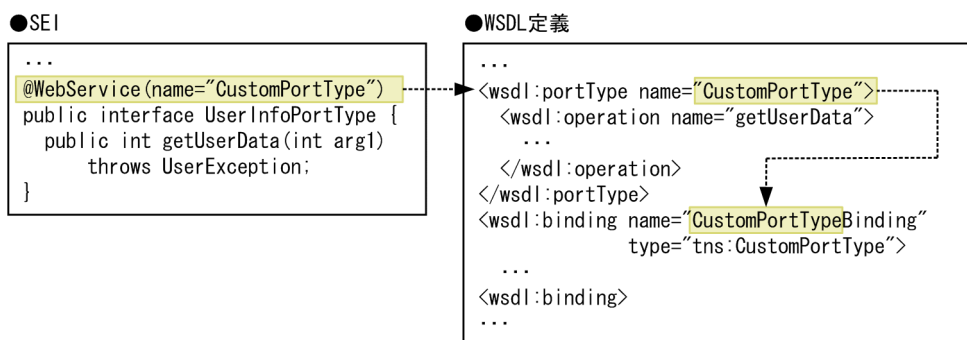 ●SEI
...
@WebService(name="CustomPortType")
public interface UserInfoPortType {
  public int getUserData(int arg1)
      throws UserException;
}
●WSDL定義
...
<wsdl:portType name="CustomPortType">
  <wsdl:operation name="getUserData">
    ...
  </wsdl:operation>
</wsdl:portType>
<wsdl:binding name="CustomPortTypeBinding"
              type="tns:CustomPortType">
  ...
<wsdl:binding>
...